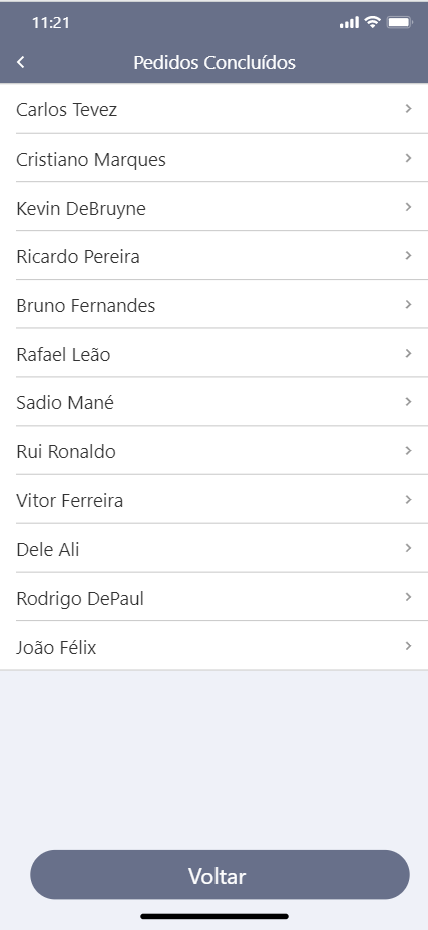 11:21
Pedidos Concluídos
Carlos Tevez
Cristiano Marques
Kevin DeBruyne
Ricardo Pereira
Bruno Fernandes
Rafael Leão
Sadio Mané
Rui Ronaldo
Vitor Ferreira
Dele Ali
Rodrigo DePaul
João Félix
Voltar